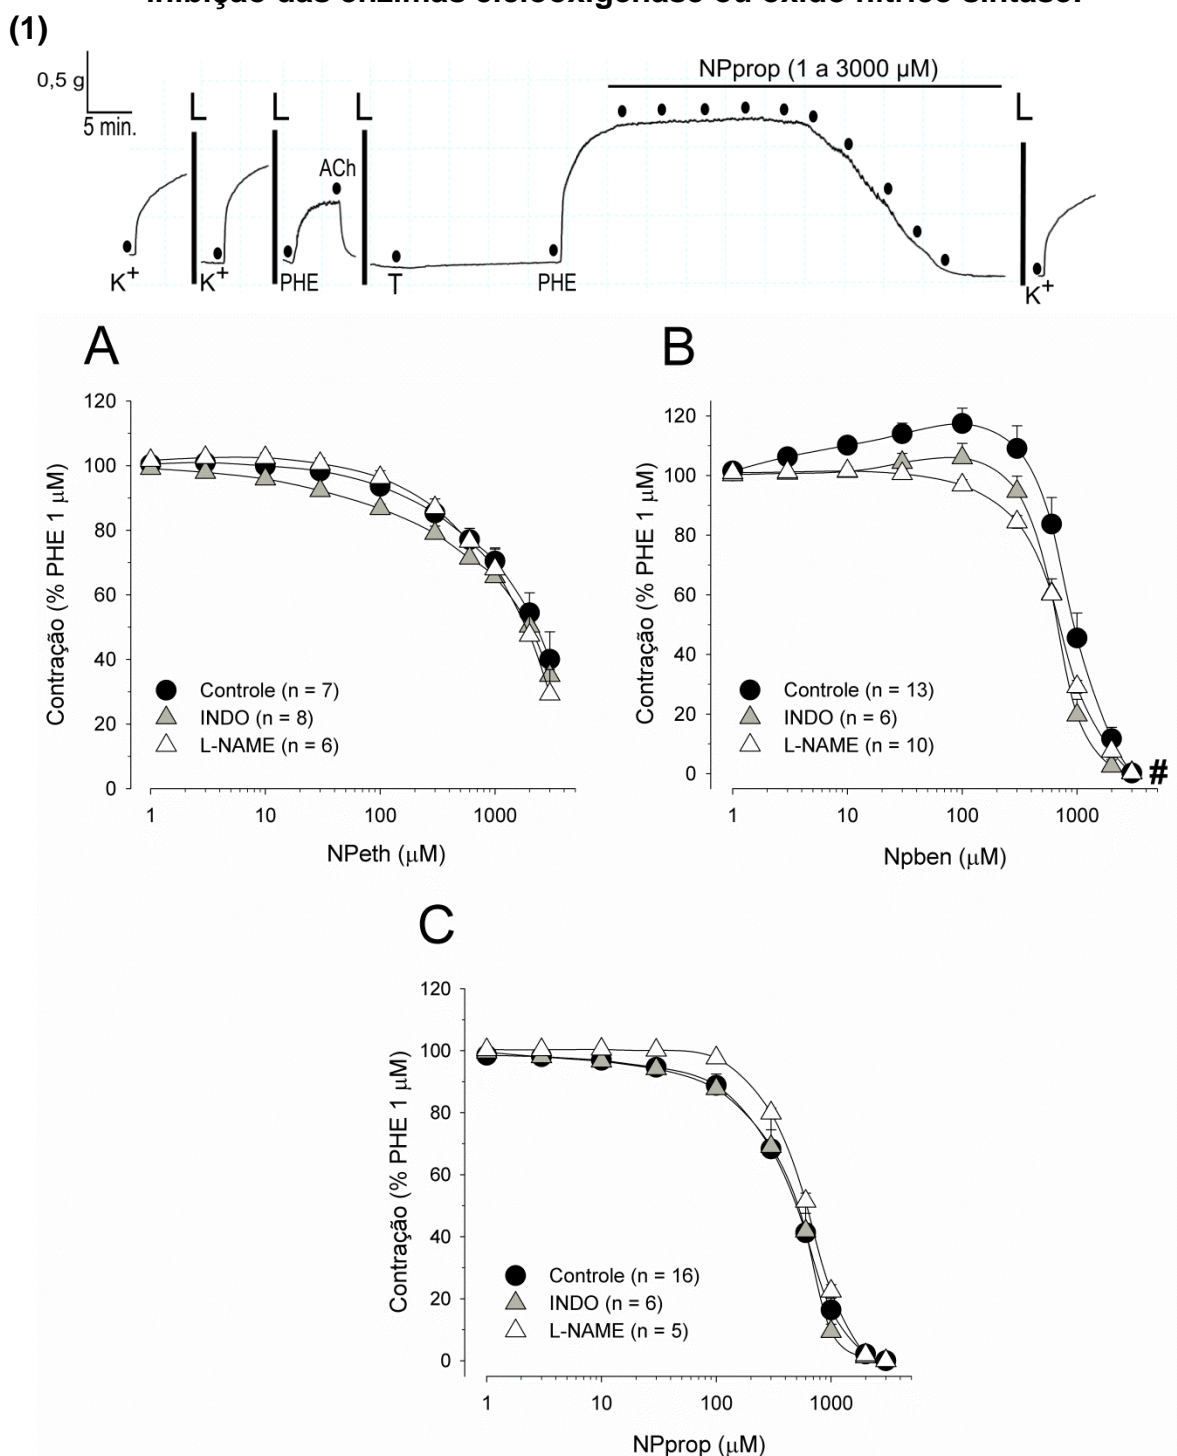 inibição das enzimas ciclooxigenase ou óxido nítrico sintase.
(1)
NPprop (1 a 3000 µM)
0,5 g
5 min.
L
L
L
L
ACh
K+
K+
PHE
T
PHE
K+
A
Contração (% PHE 1 µM)
120
100
80
60
40
20
0
Controle (n = 7)
INDO (n = 8)
L-NAME (n = 6)
1
10
100
1000
NPeth (µM)
B
Contração (% PHE 1 µM)
120
100
80
60
40
20
0
Controle (n = 13)
INDO (n = 6)
L-NAME (n = 10)
#
1
10
100
1000
Npben (µM)
C
Contração (% PHE 1 µM)
120
100
80
60
40
20
0
Controle (n = 16)
INDO (n = 6)
L-NAME (n = 5)
1
10
100
1000
NPprop (µM)